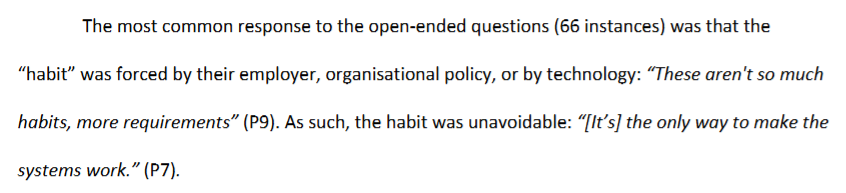 The most common response to the open-ended questions (66 instances) was that the
“habit” was forced by their employer, organisational policy, or by technology: “These aren't so much
habits, more requirements” (P9). As such, the habit was unavoidable: “[It’s] the only way to make the
systems work.” (P7).